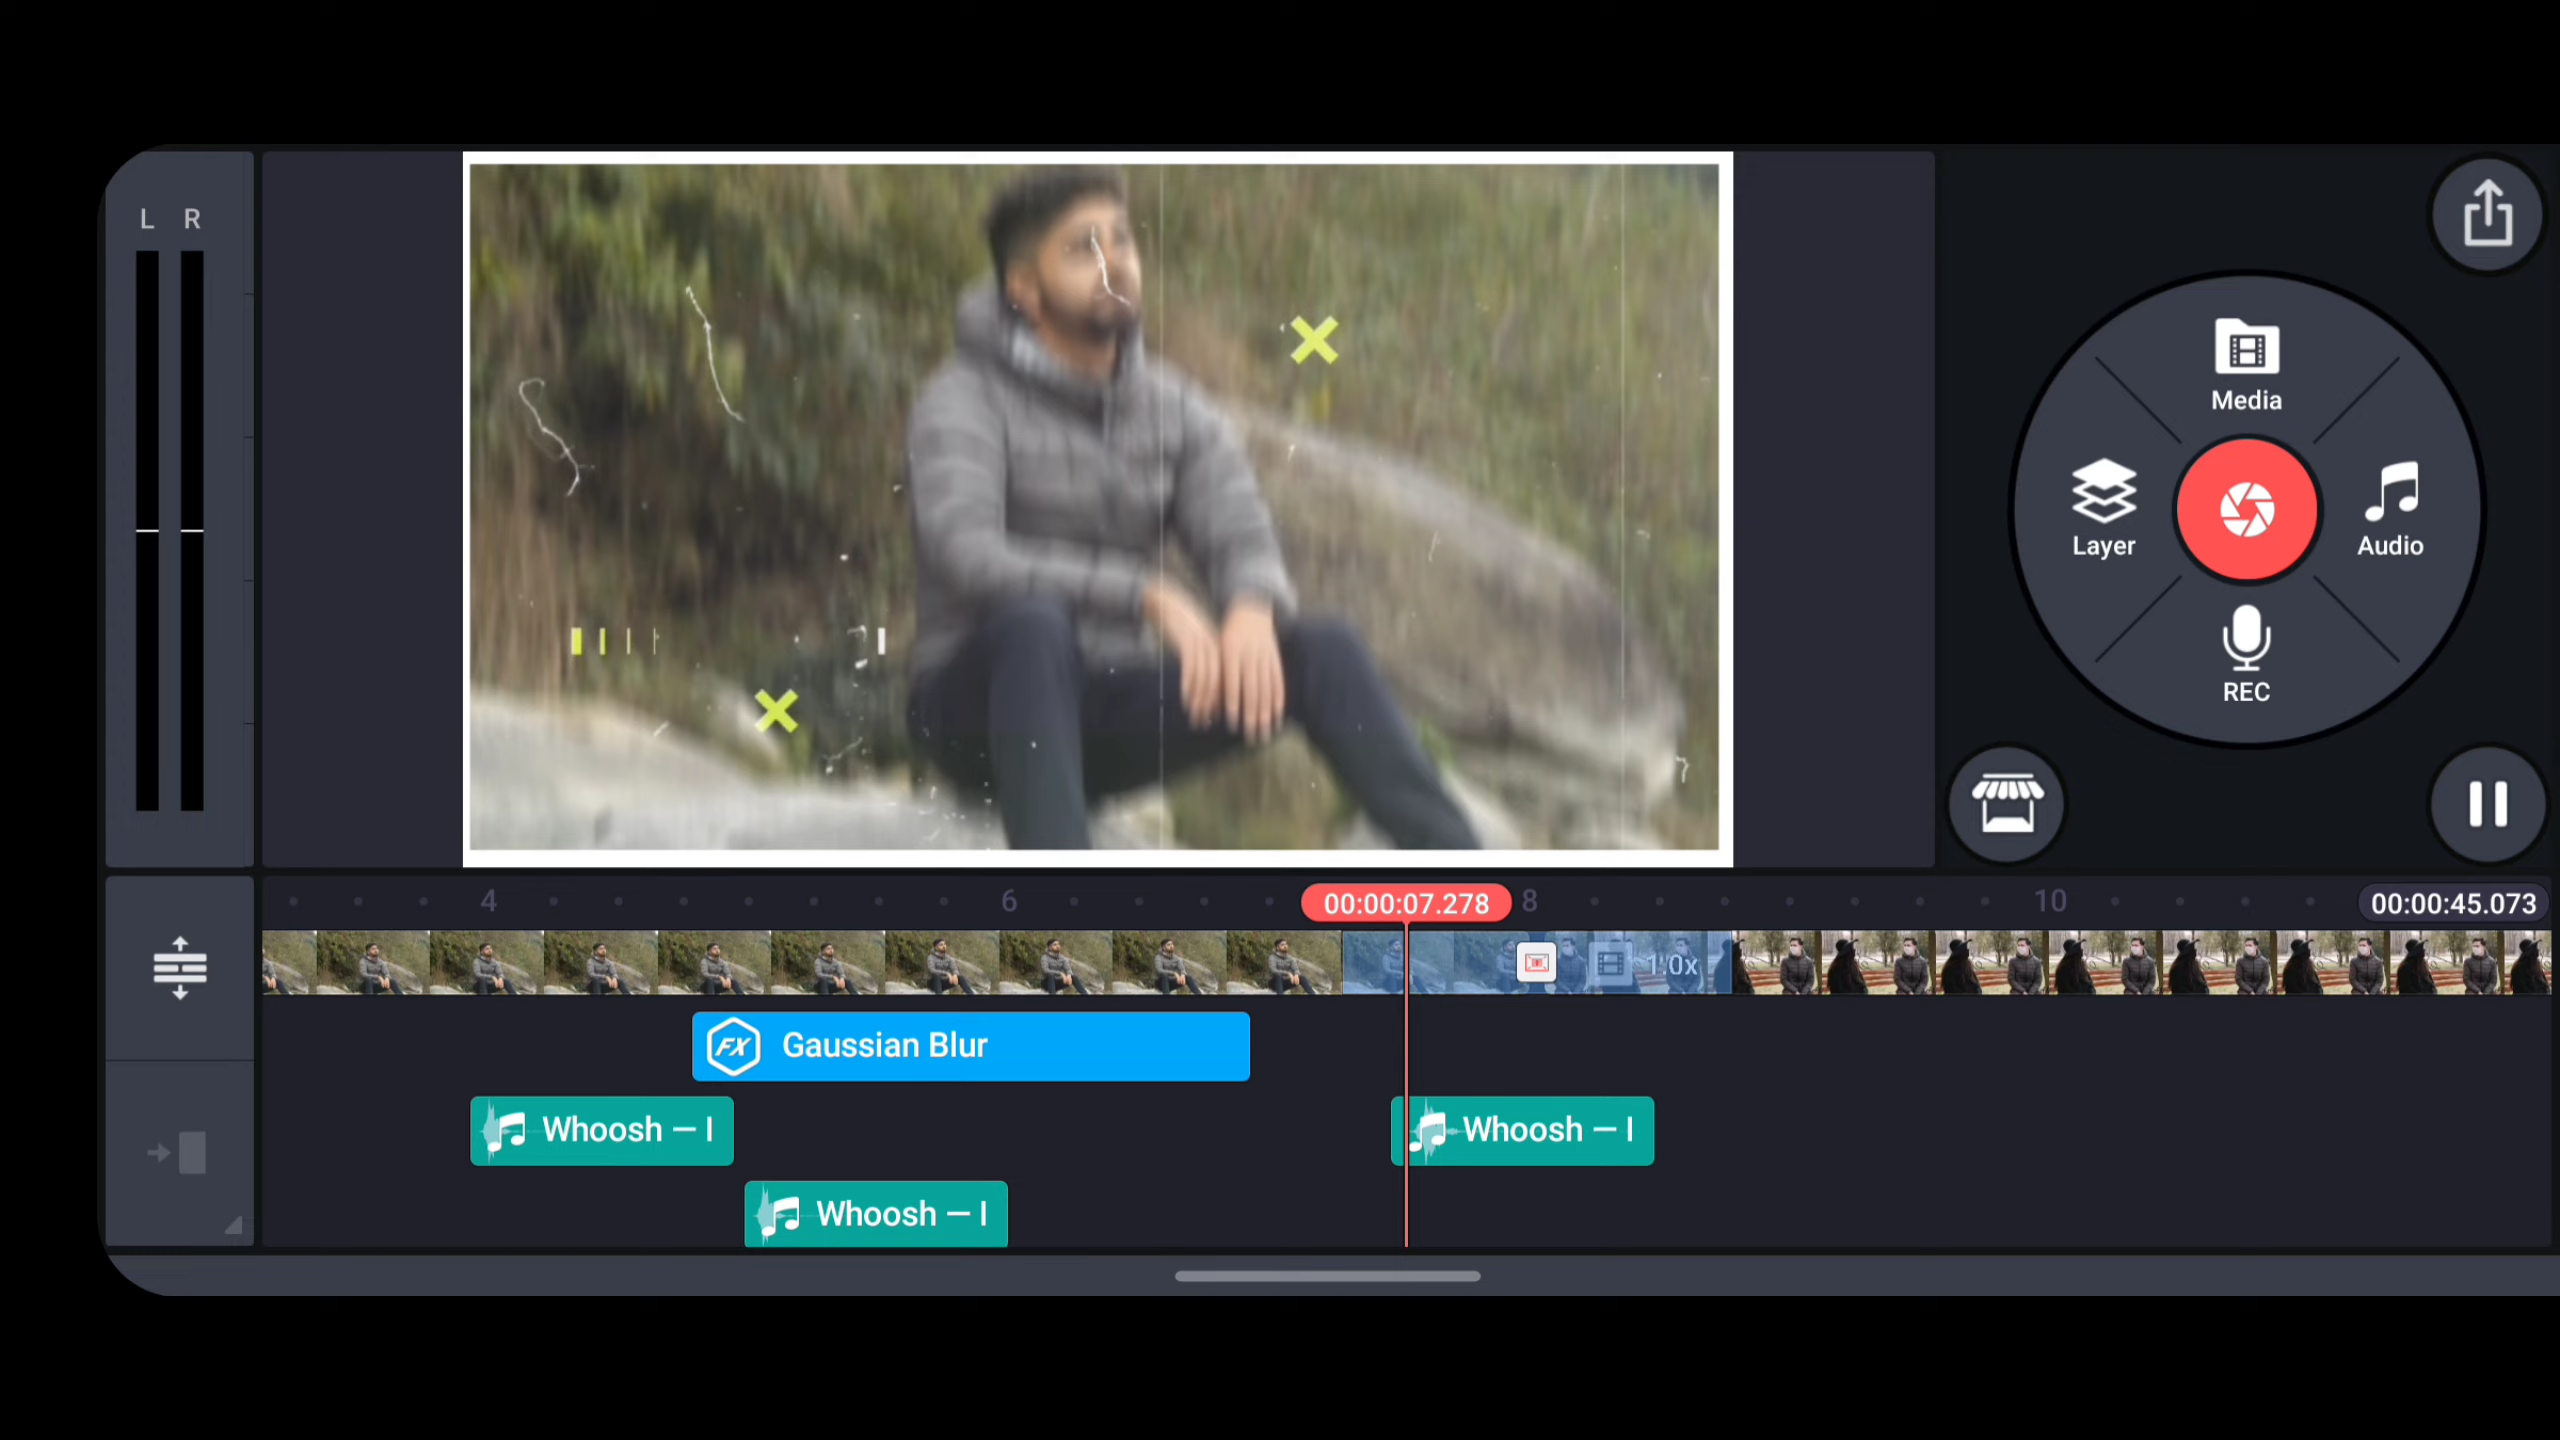 L R
Media
Layer
Audio
REC
4
6
00:00:07.278
8
10
00:00:45.073
1.0x
FX Gaussian Blur
Whoosh – I
Whoosh – I
Whoosh – I